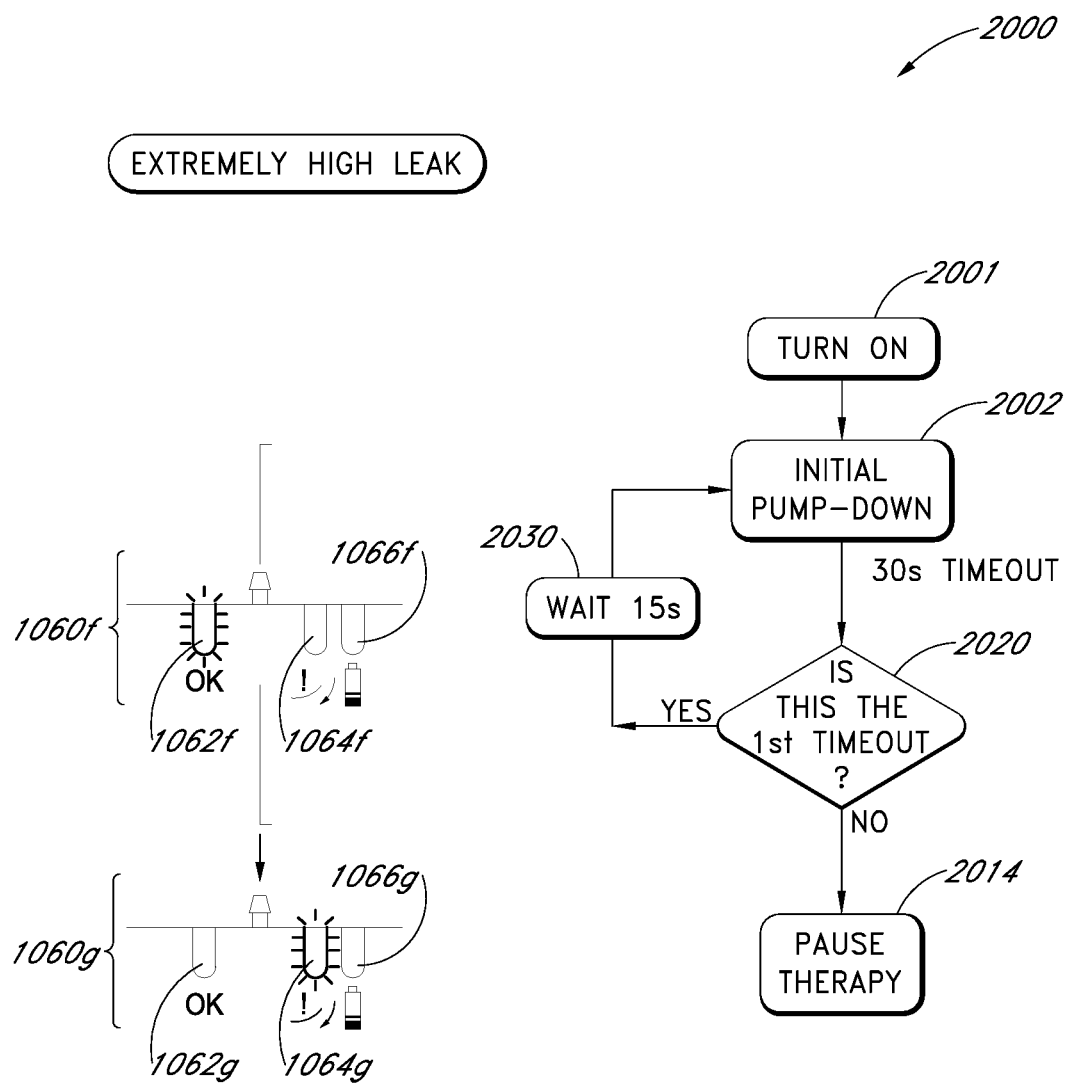 2000
EXTREMELY HIGH LEAK
2001
TURN ON
2002
INITIAL
PUMP-DOWN
30s TIMEOUT
2030
WAIT 15s
2020
IS
THIS THE
1st TIMEOUT
?
YES
NO
2014
PAUSE
THERAPY
1066f
1060f
OK
!
1062f
1064f
1066g
1060g
OK
!
1062g
1064g